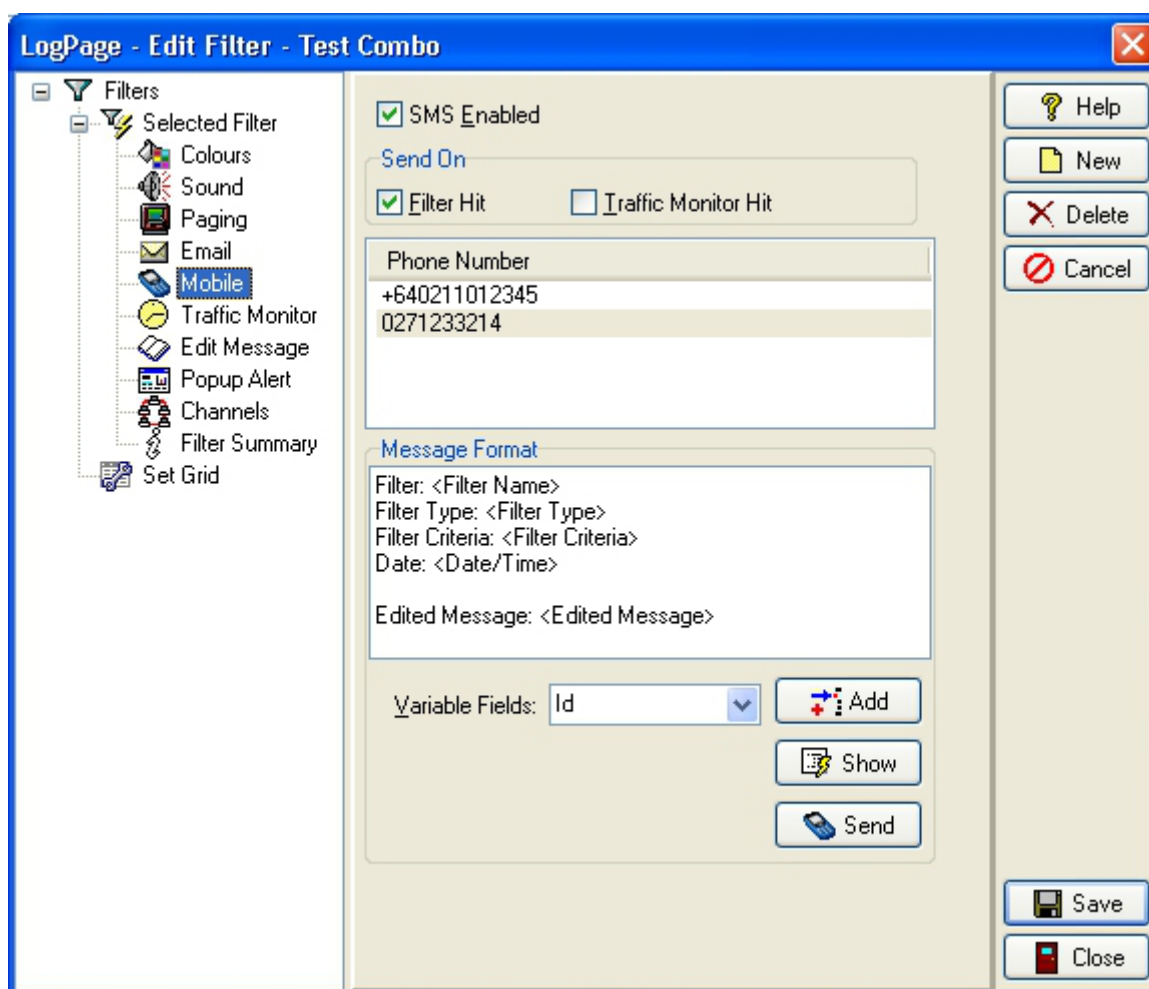 LogPage - Edit Filter - Test Combo
Filters
Selected Filter
Colours
Sound
Paging
Email
Mobile
Traffic Monitor
Edit Message
Popup Alert
Channels
Filter Summary
Set Grid
SMS Enabled
Send On
Filter Hit Traffic Monitor Hit
Phone Number
+640211012345
0271233214
Message Format
Filter: <Filter Name>
Filter Type: <Filter Type>
Filter Criteria: <Filter Criteria>
Date: <Date/Time>
Edited Message: <Edited Message>
Variable Fields: Id Add
Show
Send
Help
New
Delete
Cancel
Save
Close